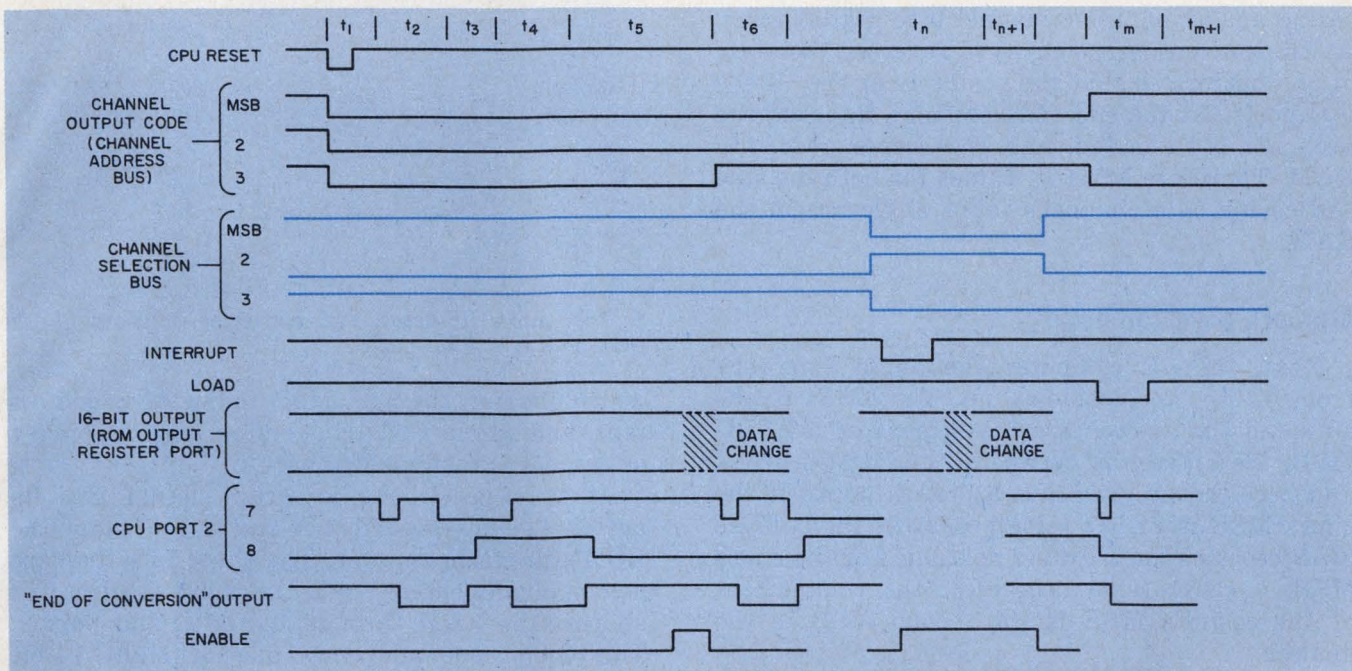 t1 t2 t3 t4 t5 t6 tn tn+1 tm tm+1
CPU RESET
CHANNEL
OUTPUT CODE
(CHANNEL
ADDRESS
BUS)
MSB
2
3
CHANNEL
SELECTION
BUS
MSB
2
3
INTERRUPT
LOAD
16-BIT OUTPUT
(ROM OUTPUT
REGISTER PORT)
DATA
CHANGE
DATA
CHANGE
CPU PORT 2
7
8
"END OF CONVERSION" OUTPUT
ENABLE